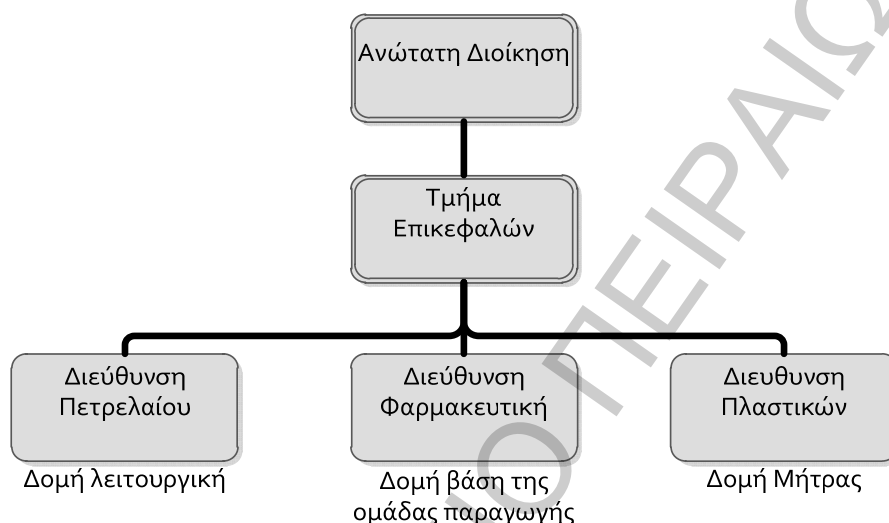 Ανώτατη Διοίκηση
Τμήμα
Επικεφαλών
Διεύθυνση
Πετρελαίου
Διεύθυνση
Φαρμακευτική
Διευθυνση
Πλαστικών
Δομή λειτουργική
Δομή βάση της
ομάδας παραγωγής
Δομή Μήτρας
ΠΕΙΡΑΙΩ